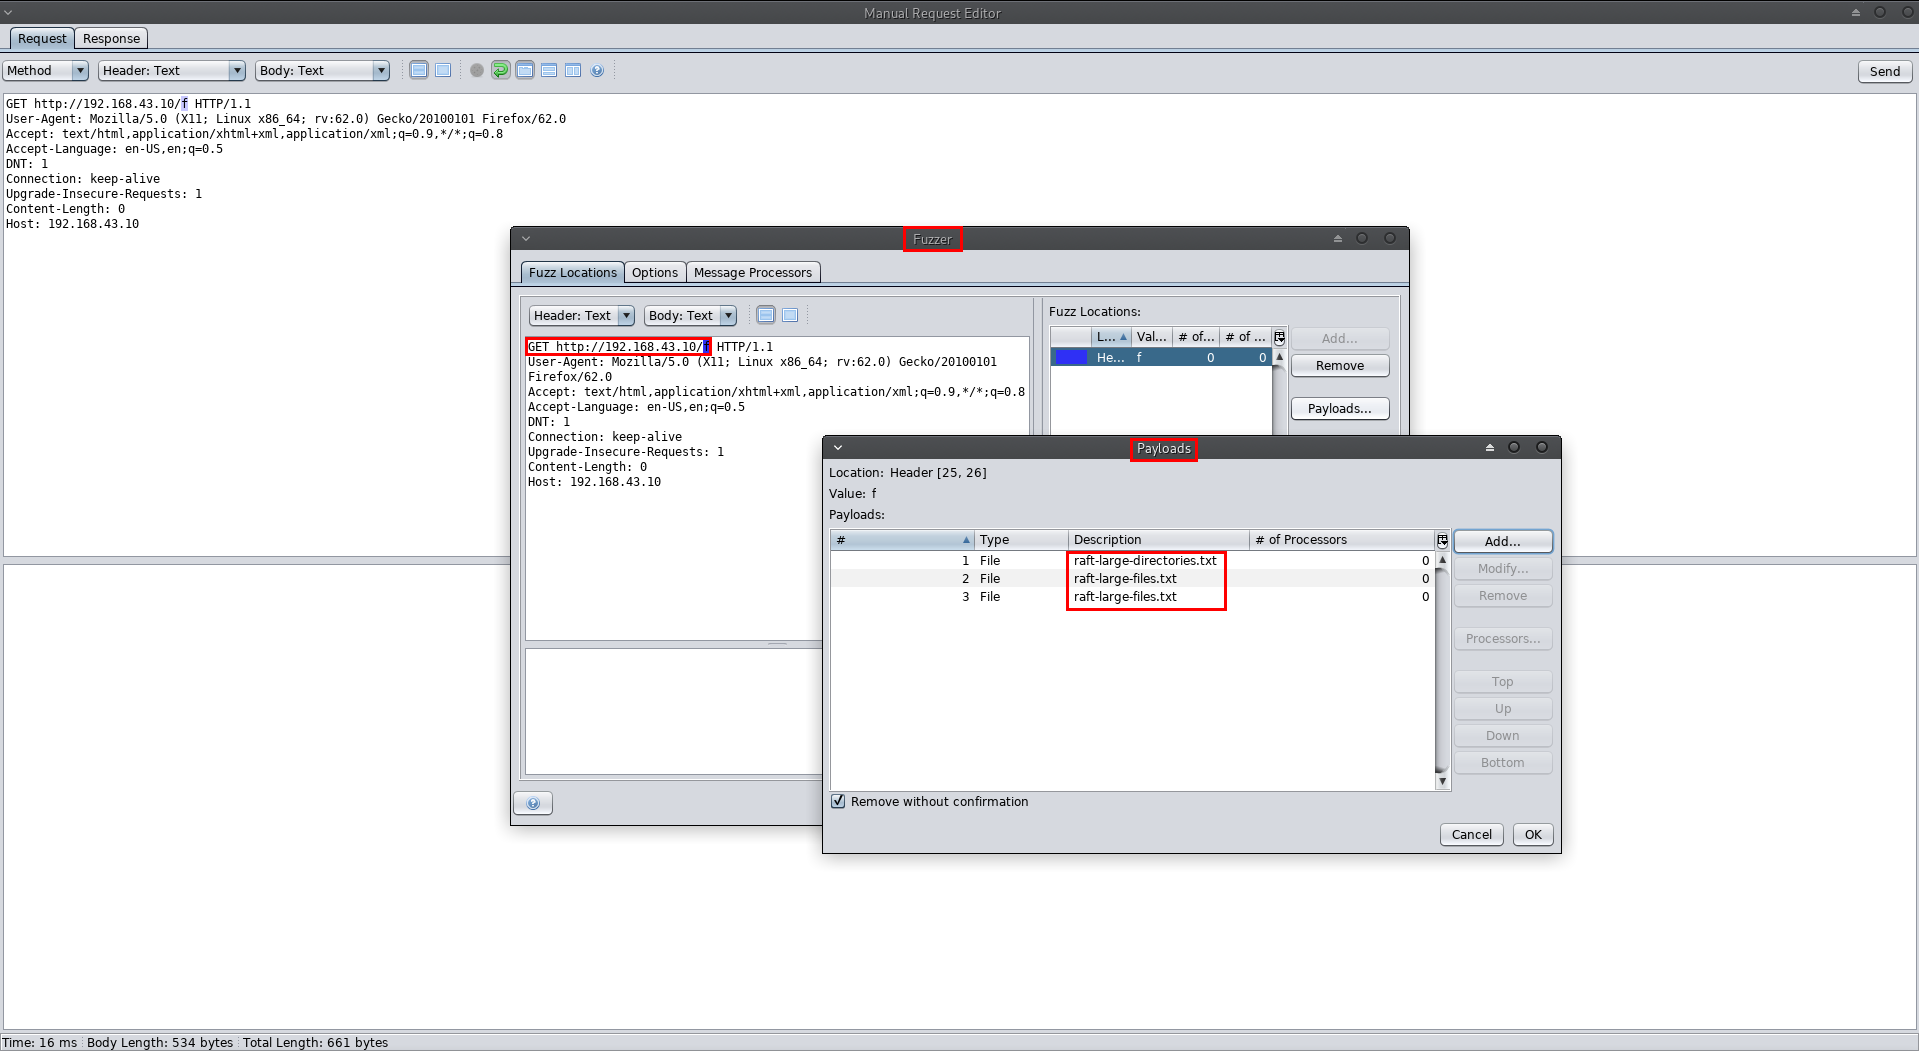 Manual Request Editor
Request Response
Method Header: Text Body: Text Send
GET http://192.168.43.10/f HTTP/1.1
User-Agent: Mozilla/5.0 (X11; Linux x86_64; rv:62.0) Gecko/20100101 Firefox/62.0
Accept: text/html,application/xhtml+xml,application/xml;q=0.9,*/*;q=0.8
Accept-Language: en-US,en;q=0.5
DNT: 1
Connection: keep-alive
Upgrade-Insecure-Requests: 1
Content-Length: 0
Host: 192.168.43.10
Fuzzer
Fuzz Locations Options Message Processors
Header: Text Body: Text
GET http://192.168.43.10/f HTTP/1.1
User-Agent: Mozilla/5.0 (X11; Linux x86_64; rv:62.0) Gecko/20100101
Firefox/62.0
Accept: text/html,application/xhtml+xml,application/xml;q=0.9,*/*;q=0.8
Accept-Language: en-US,en;q=0.5
DNT: 1
Connection: keep-alive
Upgrade-Insecure-Requests: 1
Content-Length: 0
Host: 192.168.43.10
Fuzz Locations:
L... Val... # of... # of ...
He... f 0 0
Add...
Remove
Payloads...
Payloads
Location: Header [25, 26]
Value: f
Payloads:
# Type Description # of Processors
1 File raft-large-directories.txt 0
2 File raft-large-files.txt 0
3 File raft-large-files.txt 0
Add...
Modify...
Remove
Processors...
Top
Up
Down
Bottom
Remove without confirmation
Cancel OK
Time: 16 ms Body Length: 534 bytes Total Length: 661 bytes